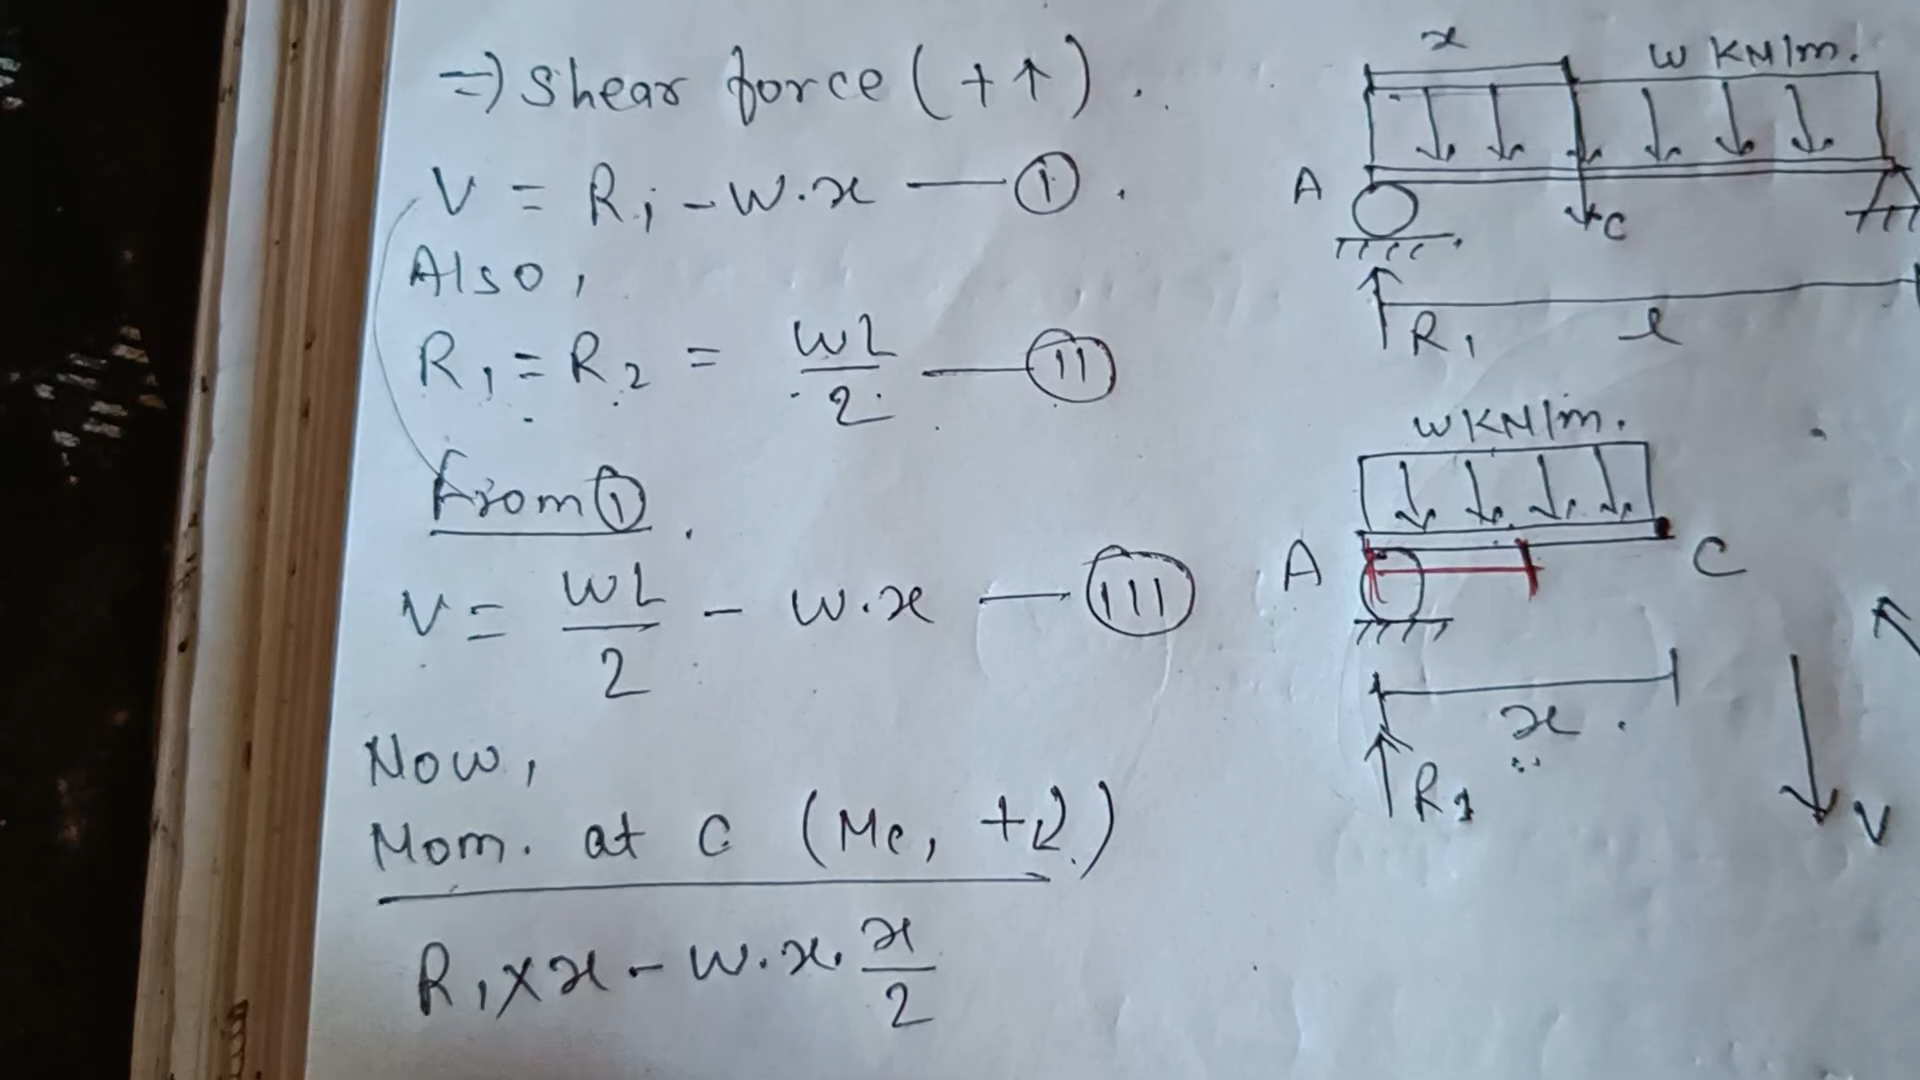 =) Shear force (+↑).
V = R1 - W.x — (I).
Also,
R1 = R2 = WL/2 — (II)
From (I).
V = WL/2 - W.x — (III)
Now,
Mom. at C (Mc, +↻)
R1 × x - W.x. x/2
x
W KN/m.
A
C
R1
l
W KN/m.
A
C
x.
R1
V